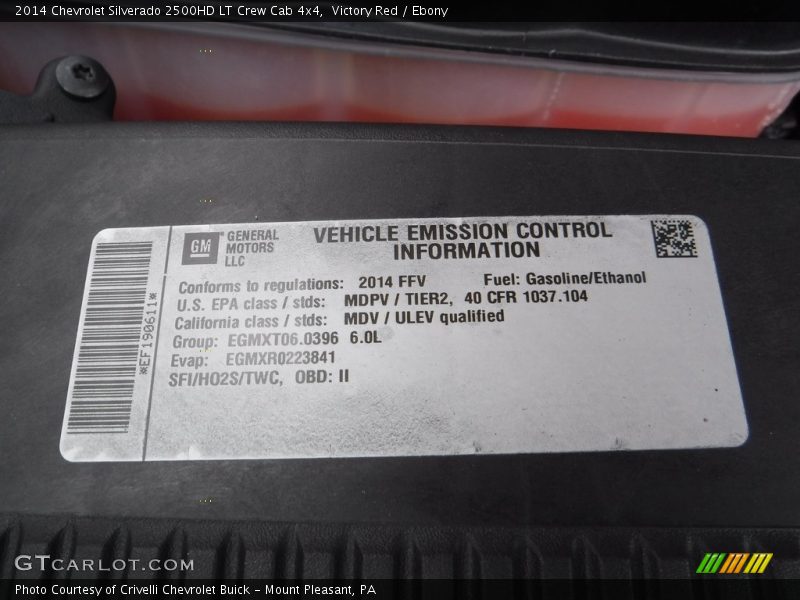 2014 Chevrolet Silverado 2500HD LT Crew Cab 4x4,  Victory Red / Ebony
GM
GENERAL
MOTORS
LLC
VEHICLE EMISSION CONTROL
INFORMATION
Conforms to regulations: 2014 FFV Fuel: Gasoline/Ethanol
U.S. EPA class / stds: MDPV / TIER2, 40 CFR 1037.104
California class / stds: MDV / ULEV qualified
Group: EGMXT06.0396 6.0L
Evap: EGMXR0223841
SFI/HO2S/TWC, OBD: II
*EF190611*
GTCARLOT.COM
Photo Courtesy of Crivelli Chevrolet Buick - Mount Pleasant, PA